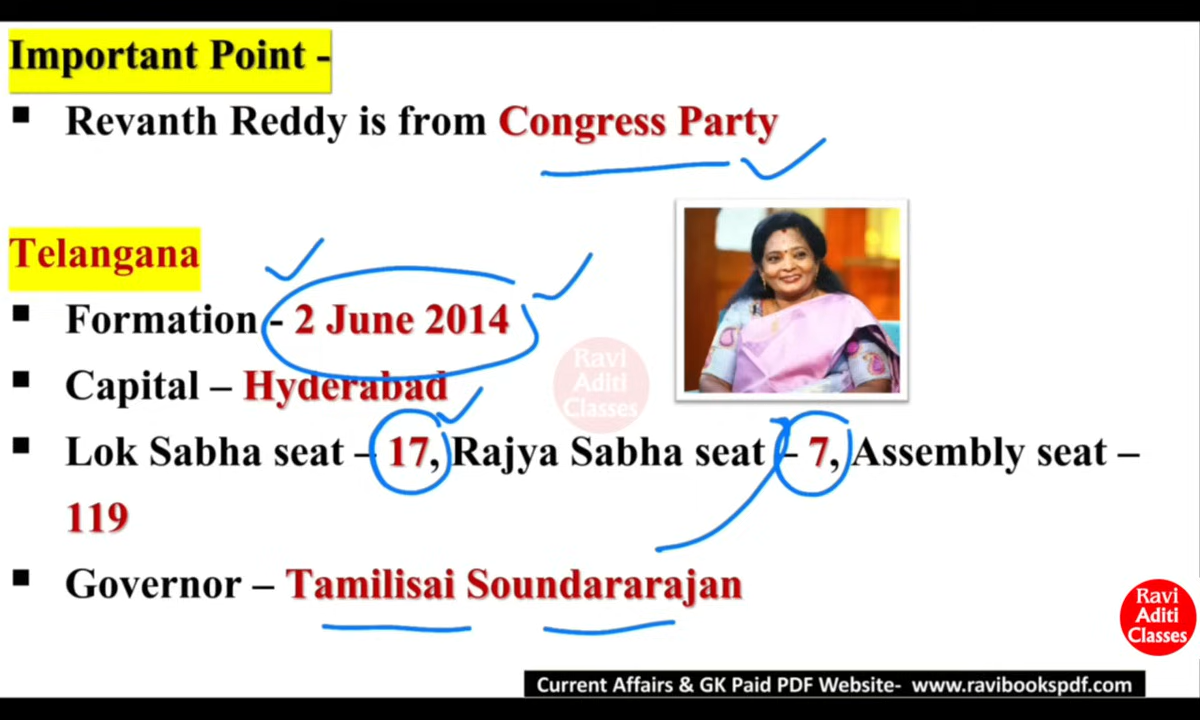 Important Point -
▪ Revanth Reddy is from Congress Party
Telangana
▪ Formation - 2 June 2014
▪ Capital – Hyderabad
▪ Lok Sabha seat – 17, Rajya Sabha seat – 7, Assembly seat –
119
▪ Governor – Tamilisai Soundararajan
Ravi
Aditi
Classes
Ravi
Aditi
Classes
Current Affairs & GK Paid PDF Website- www.ravibookspdf.com